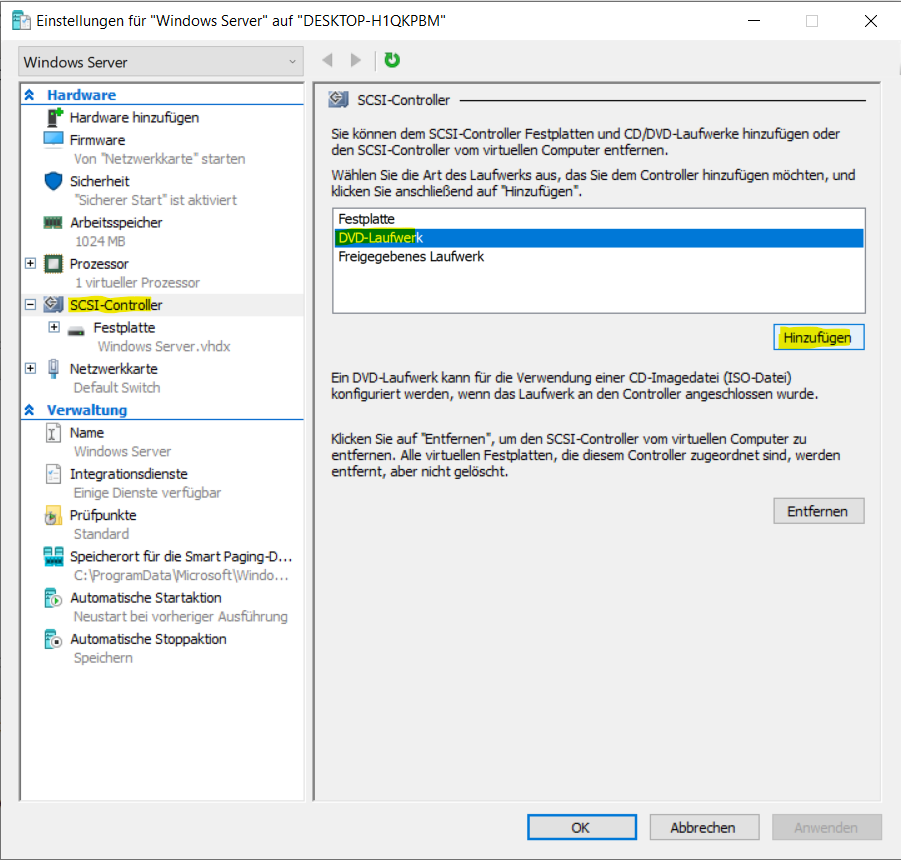 Einstellungen für "Windows Server" auf "DESKTOP-H1QKPBM"
Windows Server
Hardware
Hardware hinzufügen
Firmware
Von "Netzwerkkarte" starten
Sicherheit
"Sicherer Start" ist aktiviert
Arbeitsspeicher
1024 MB
Prozessor
1 virtueller Prozessor
SCSI-Controller
Festplatte
Windows Server.vhdx
Netzwerkkarte
Default Switch
Verwaltung
Name
Windows Server
Integrationsdienste
Einige Dienste verfügbar
Prüfpunkte
Standard
Speicherort für die Smart Paging-D...
C:\ProgramData\Microsoft\Windo...
Automatische Startaktion
Neustart bei vorheriger Ausführung
Automatische Stoppaktion
Speichern
SCSI-Controller
Sie können dem SCSI-Controller Festplatten und CD/DVD-Laufwerke hinzufügen oder
den SCSI-Controller vom virtuellen Computer entfernen.
Wählen Sie die Art des Laufwerks aus, das Sie dem Controller hinzufügen möchten, und
klicken Sie anschließend auf "Hinzufügen".
Festplatte
DVD-Laufwerk
Freigegebenes Laufwerk
Hinzufügen
Ein DVD-Laufwerk kann für die Verwendung einer CD-Imagedatei (ISO-Datei)
konfiguriert werden, wenn das Laufwerk an den Controller angeschlossen wurde.
Klicken Sie auf "Entfernen", um den SCSI-Controller vom virtuellen Computer zu
entfernen. Alle virtuellen Festplatten, die diesem Controller zugeordnet sind, werden
entfernt, aber nicht gelöscht.
Entfernen
OK
Abbrechen
Anwenden